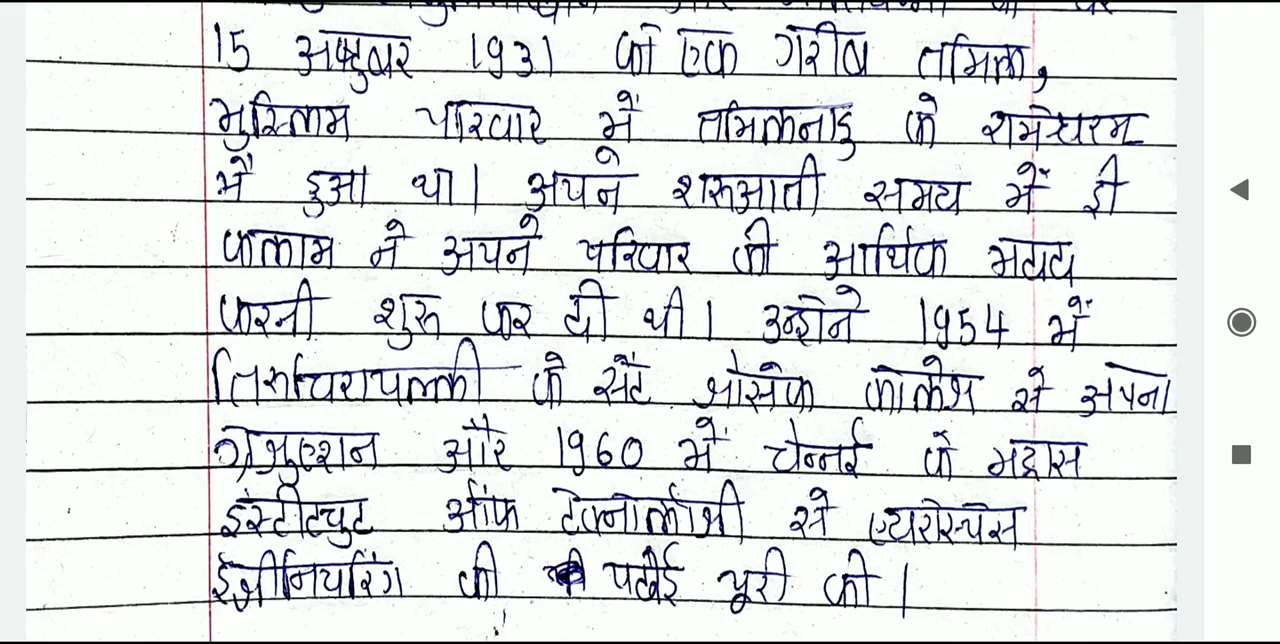 15 अक्टुबर 1931 को एक गरीब तमिल,
मुस्लिम परिवार में तमिलनाडु के रामेश्वरम
में हुआ था। अपने शरुआती समय में ही
कलाम ने अपने परिवार की आर्थिक मदद
करनी शुरू कर दी थी। उन्होने 1954 में
तिरुचिरापल्ली के सेंट जोसेफ कालेज से अपना
ग्रेजुएशन और 1960 में चेन्नई के मद्रास
इंस्टीट्युट ऑफ टेक्नोलॉजी से एयरोस्पेस
इंजीनियरिंग की पढ़ाई पूरी की।